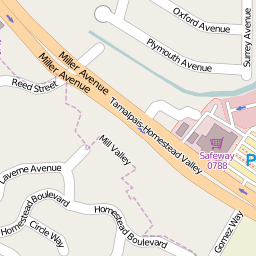 Oxford Avenue
Surrey Avenue
Plymouth Avenue
Miller Avenue
Miller Avenue
Reed Street
Tamalpais-Homestead Valley
Mill Valley
Safeway
0788
P
Laverne Avenue
Homestead Boulevard
Homestead Boulevard
Circle Way
Gomez Way